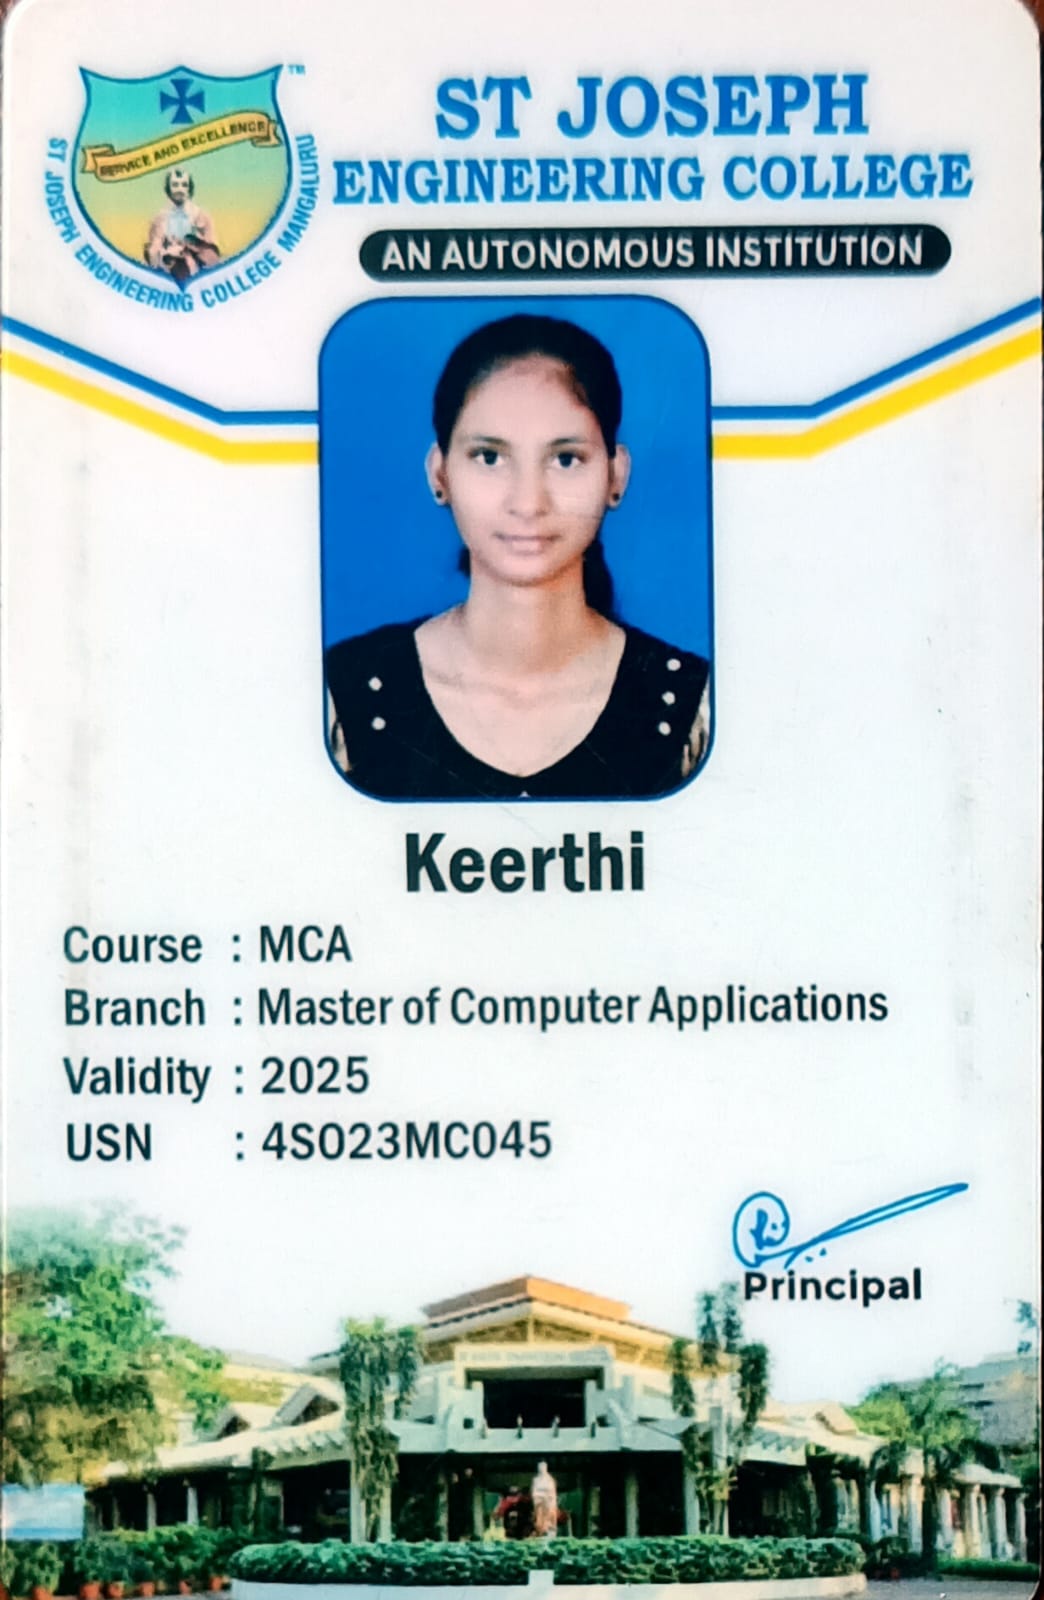 SERVICE AND EXCELLENCE
ST JOSEPH ENGINEERING COLLEGE MANGALURU
TM
ST JOSEPH
ENGINEERING COLLEGE
AN AUTONOMOUS INSTITUTION
Keerthi
Course : MCA
Branch : Master of Computer Applications
Validity : 2025
USN : 4SO23MC045
Principal